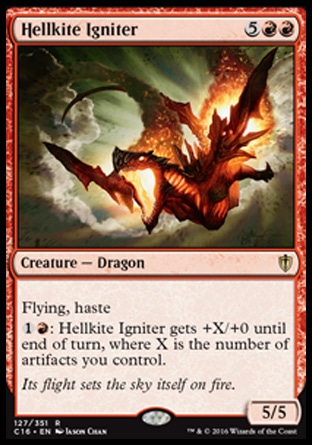 Hellkite Igniter 5
Creature — Dragon
Flying, haste
1 : Hellkite Igniter gets +X/+0 until
end of turn, where X is the number of
artifacts you control.
Its flight sets the sky itself on fire.
127/351 R
C16 • EN Jason Chan
™ & © 2016 Wizards of the Coast
5/5